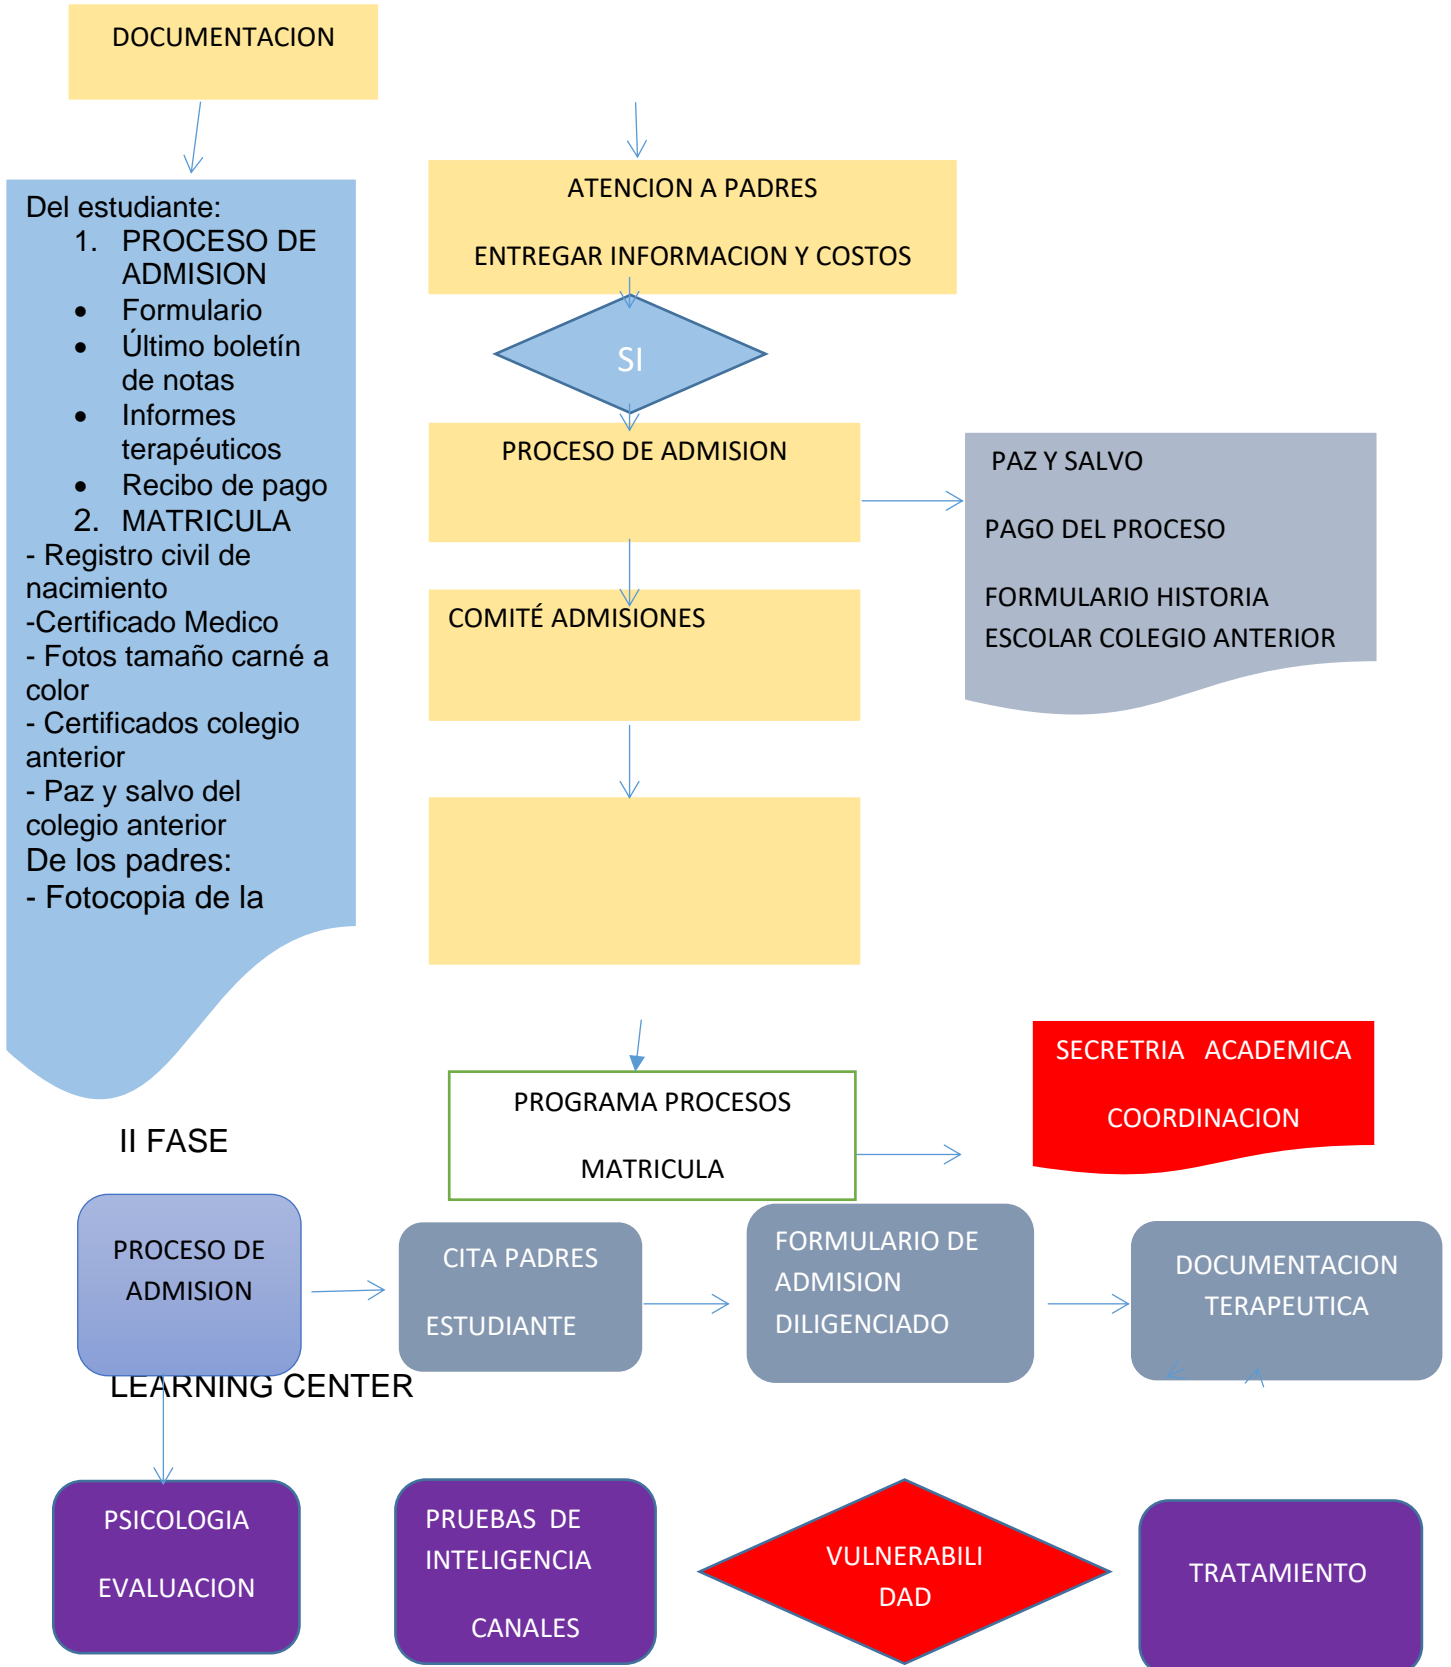 DOCUMENTACION
Del estudiante:
1. PROCESO DE
ADMISION
• Formulario
• Último boletín
de notas
• Informes
terapéuticos
• Recibo de pago
2. MATRICULA
- Registro civil de
nacimiento
-Certificado Medico
- Fotos tamaño carné a
color
- Certificados colegio
anterior
- Paz y salvo del
colegio anterior
De los padres:
- Fotocopia de la
ATENCION A PADRES
ENTREGAR INFORMACION Y COSTOS
SI
PROCESO DE ADMISION
PAZ Y SALVO
PAGO DEL PROCESO
FORMULARIO HISTORIA
ESCOLAR COLEGIO ANTERIOR
COMITÉ ADMISIONES
PROGRAMA PROCESOS
MATRICULA
SECRETRIA ACADEMICA
COORDINACION
II FASE
PROCESO DE
ADMISION
CITA PADRES
ESTUDIANTE
FORMULARIO DE
ADMISION
DILIGENCIADO
DOCUMENTACION
TERAPEUTICA
LEARNING CENTER
PSICOLOGIA
EVALUACION
PRUEBAS DE
INTELIGENCIA
CANALES
VULNERABILI
DAD
TRATAMIENTO